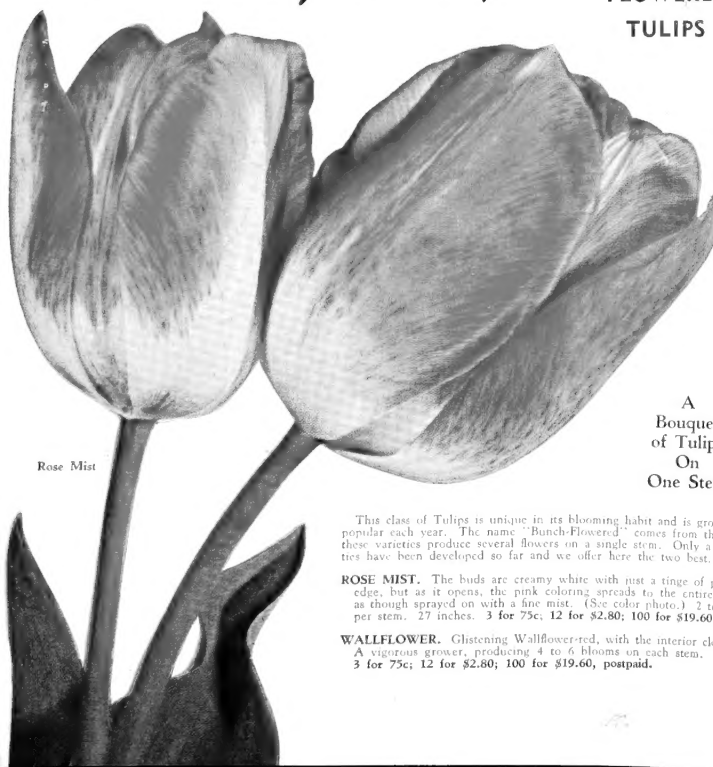 TULIPS
Rose Mist
A
Bouque
of Tulip
On
One Ste
This class of Tulips is unique in its blooming habit and is gro
popular each year. The name "Bunch-Flowered" comes from th
these varieties produce several flowers on a single stem. Only a
ties have been developed so far and we offer here the two best.
ROSE MIST. The buds are creamy white with just a tinge of p
edge, but as it opens, the pink coloring spreads to the entire
as though sprayed on with a fine mist. (See color photo.) 2 t
per stem. 27 inches. 3 for 75c; 12 for $2.80; 100 for $19.60
WALLFLOWER. Glistening Wallflower-red, with the interior cle
A vigorous grower, producing 4 to 6 blooms on each stem.
3 for 75c; 12 for $2.80; 100 for $19.60, postpaid.